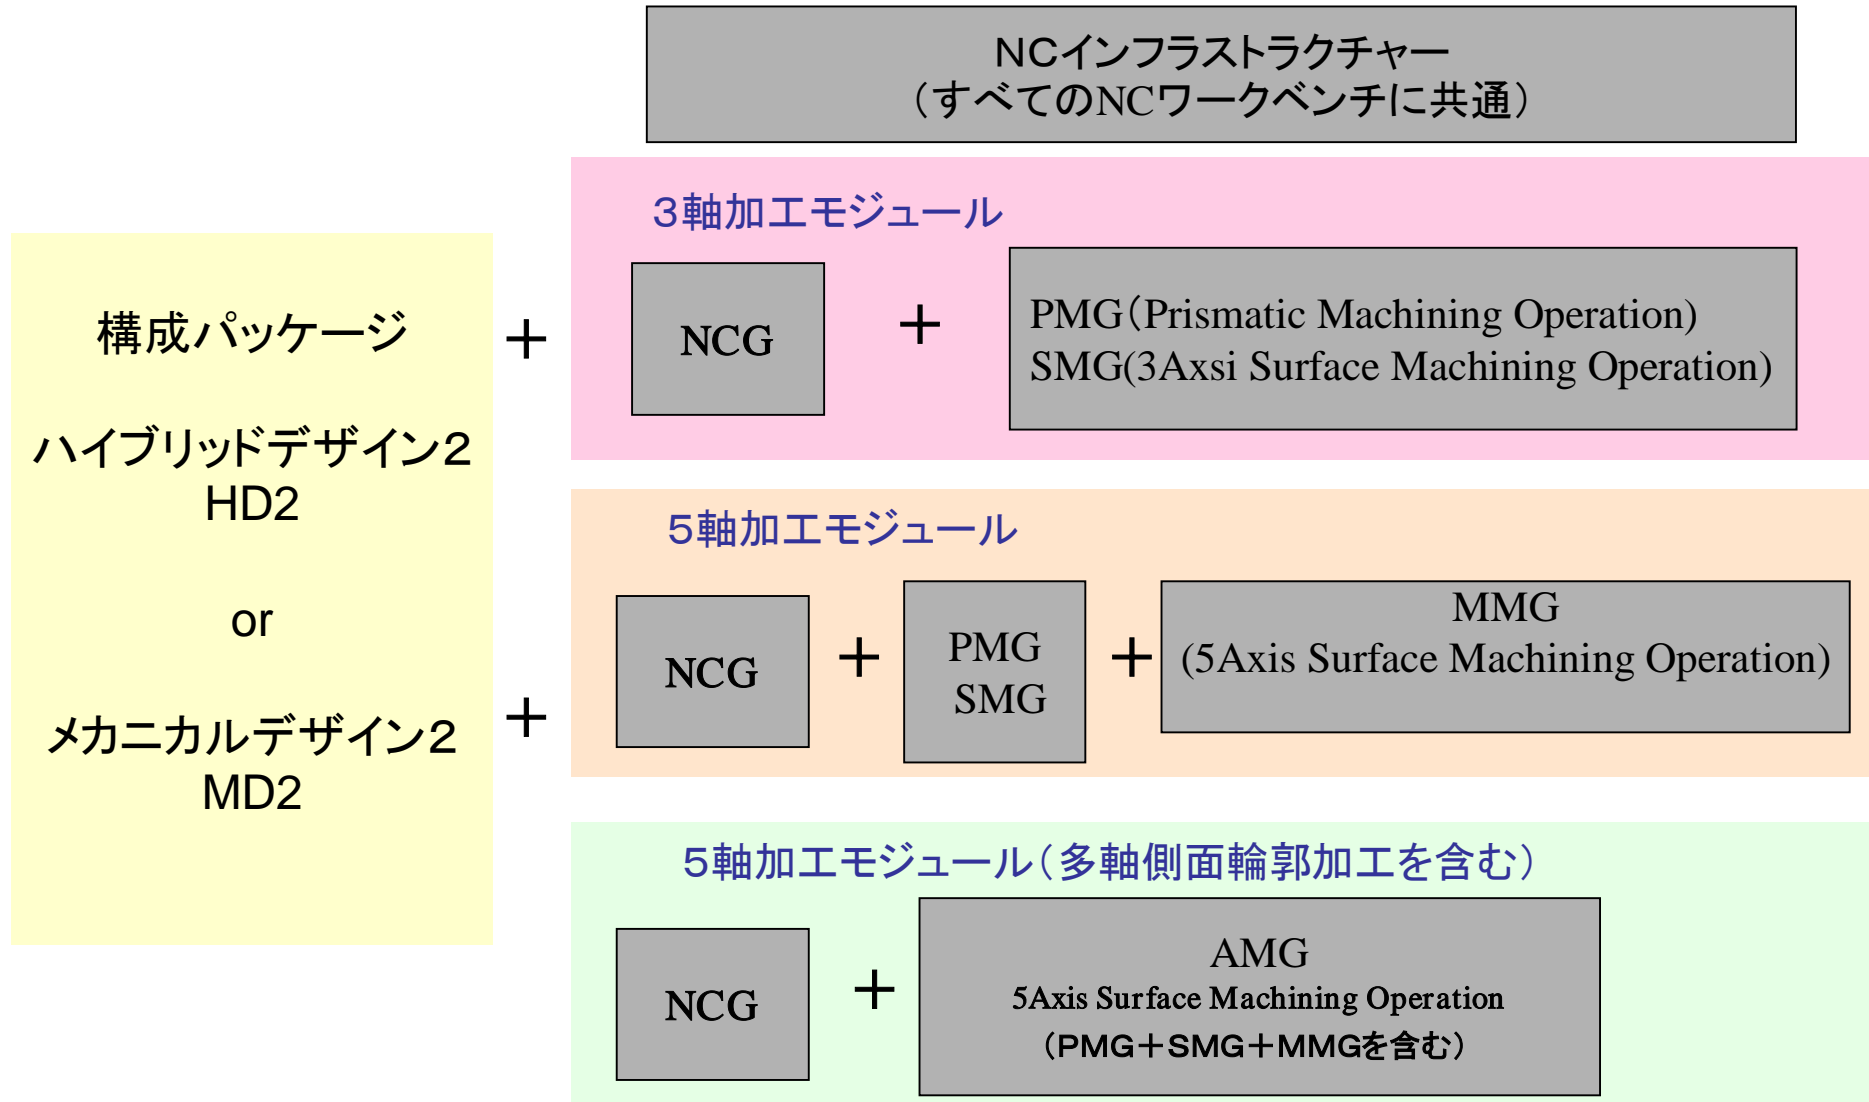 NCインフラストラクチャー
（すべてのNCワークベンチに共通）
構成パッケージ
ハイブリッドデザイン2
HD2
or
メカニカルデザイン2
MD2
＋
＋
３軸加工モジュール
NCG
＋
PMG（Prismatic Machining Operation)
SMG(3Axsi Surface Machining Operation)
５軸加工モジュール
NCG
＋
PMG
SMG
＋
MMG
(5Axis Surface Machining Operation)
５軸加工モジュール（多軸側面輪郭加工を含む）
NCG
＋
AMG
5Axis Surface Machining Operation
（PMG＋SMG＋MMGを含む）